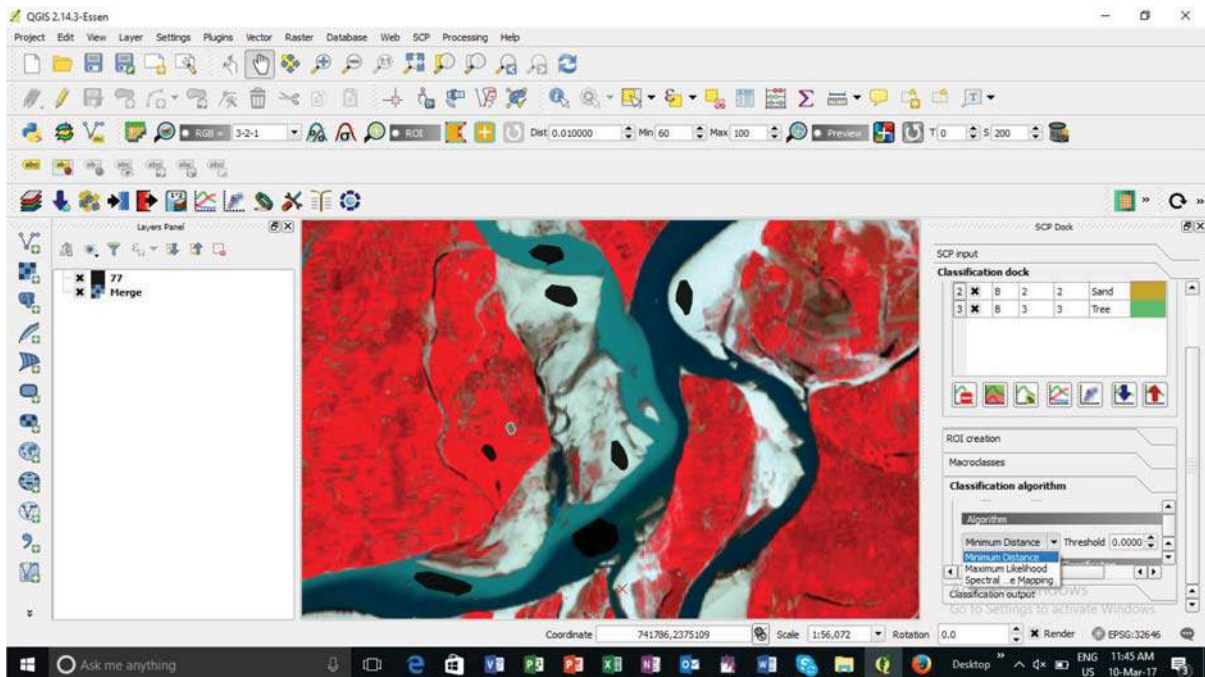 QGIS 2.14.3-Essen
Project Edit View Layer Settings Plugins Vector Raster Database Web SCP Processing Help
RGB = 3-2-1 ROI Dist 0.010000 Min 60 Max 100 Preview T 0 S 200
Layers Panel
77
Merge
SCP Dock
SCP input
Classification dock
2 B 2 2 Sand
3 B 3 3 Tree
ROI creation
Macroclasses
Classification algorithm
Algorithm
Minimum Distance Threshold 0.0000
Minimum Distance
Maximum Likelihood
Spectral ...e Mapping
Classification output
Go to Settings to activate Windows.
Coordinate 741786,2375109 Scale 1:56,072 Rotation 0.0 Render EPSG:32646
Ask me anything Desktop ENG 11:45 AM
US 10-Mar-17